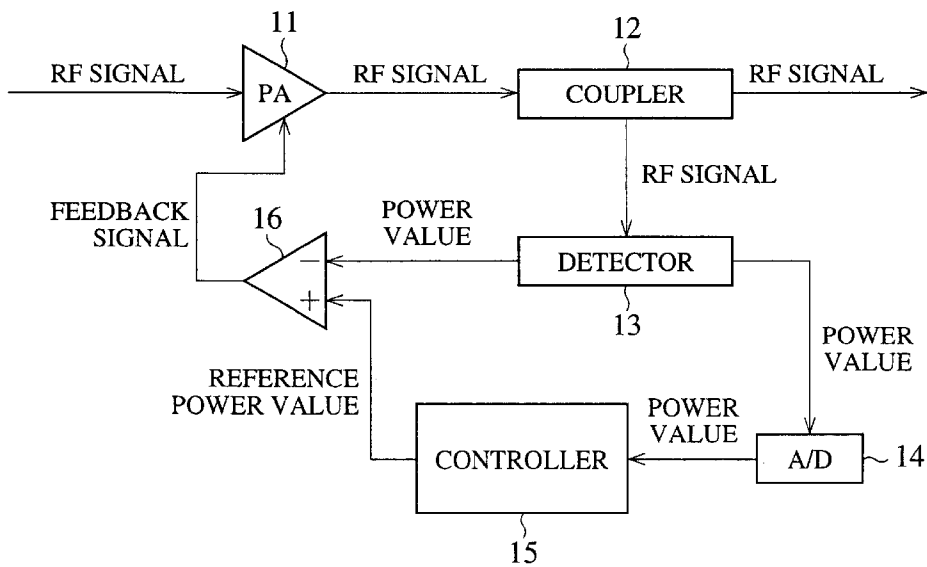 11
12
RF SIGNAL
PA
RF SIGNAL
COUPLER
RF SIGNAL
RF SIGNAL
FEEDBACK
SIGNAL
16
POWER
VALUE
−
+
DETECTOR
13
POWER
VALUE
REFERENCE
POWER VALUE
POWER
VALUE
CONTROLLER
A/D
14
15